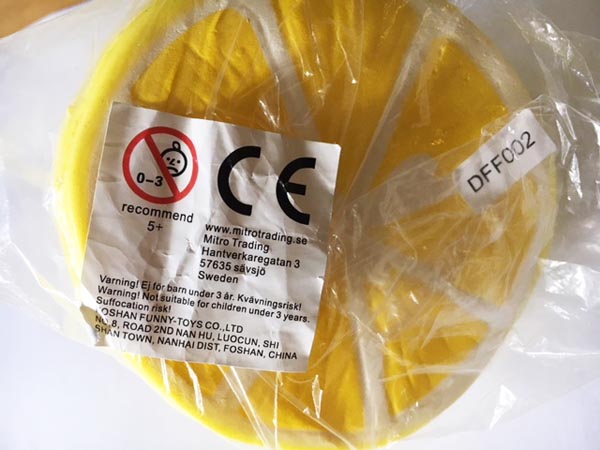 0-3
recommend
5+
CE
www.mitrotrading.se
Mitro Trading
Hantverkaregatan 3
57635 sävsjö
Sweden
Varning! Ej för barn under 3 år. Kvävningsrisk!
Warning! Not suitable for children under 3 years.
Suffocation risk!
FOSHAN FUNNY-TOYS CO.,LTD
NO.8, ROAD 2ND NAN HU, LUOCUN, SHI
SHAN TOWN, NANHAI DIST, FOSHAN, CHINA
DFF002